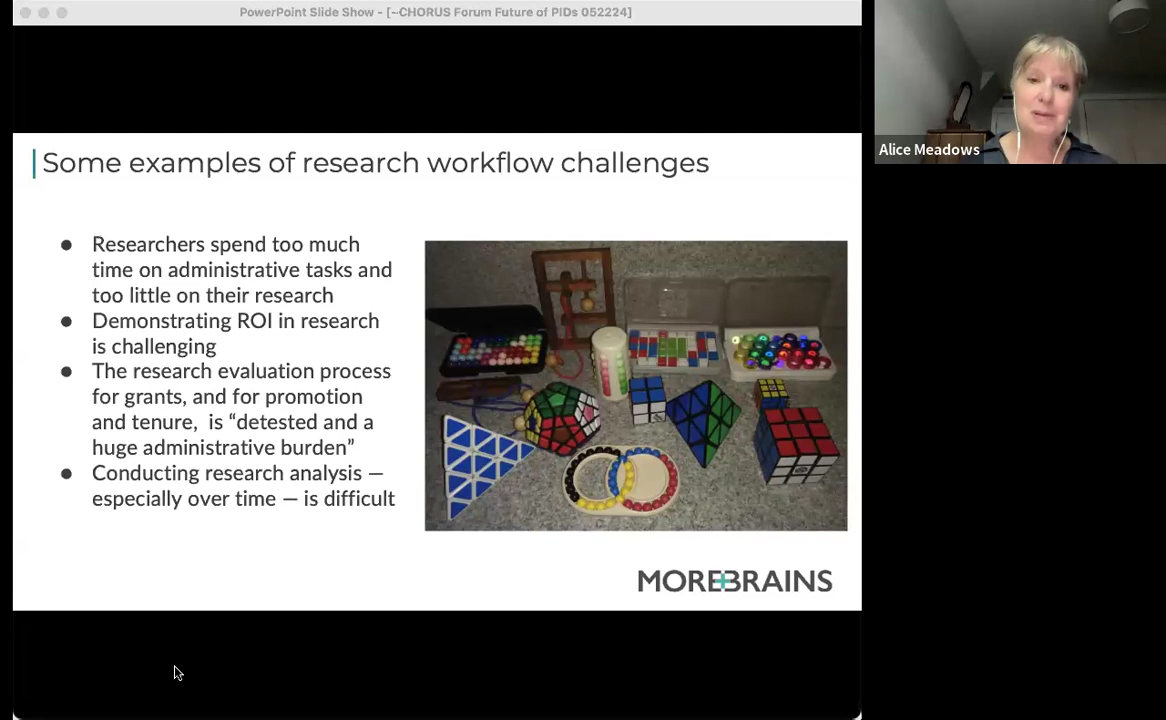 PowerPoint Slide Show - [~CHORUS Forum Future of PIDs 052224]
Alice Meadows
Some examples of research workflow challenges
● Researchers spend too much
time on administrative tasks and
too little on their research
● Demonstrating ROI in research
is challenging
● The research evaluation process
for grants, and for promotion
and tenure, is “detested and a
huge administrative burden”
● Conducting research analysis —
especially over time — is difficult
MOREBRAINS